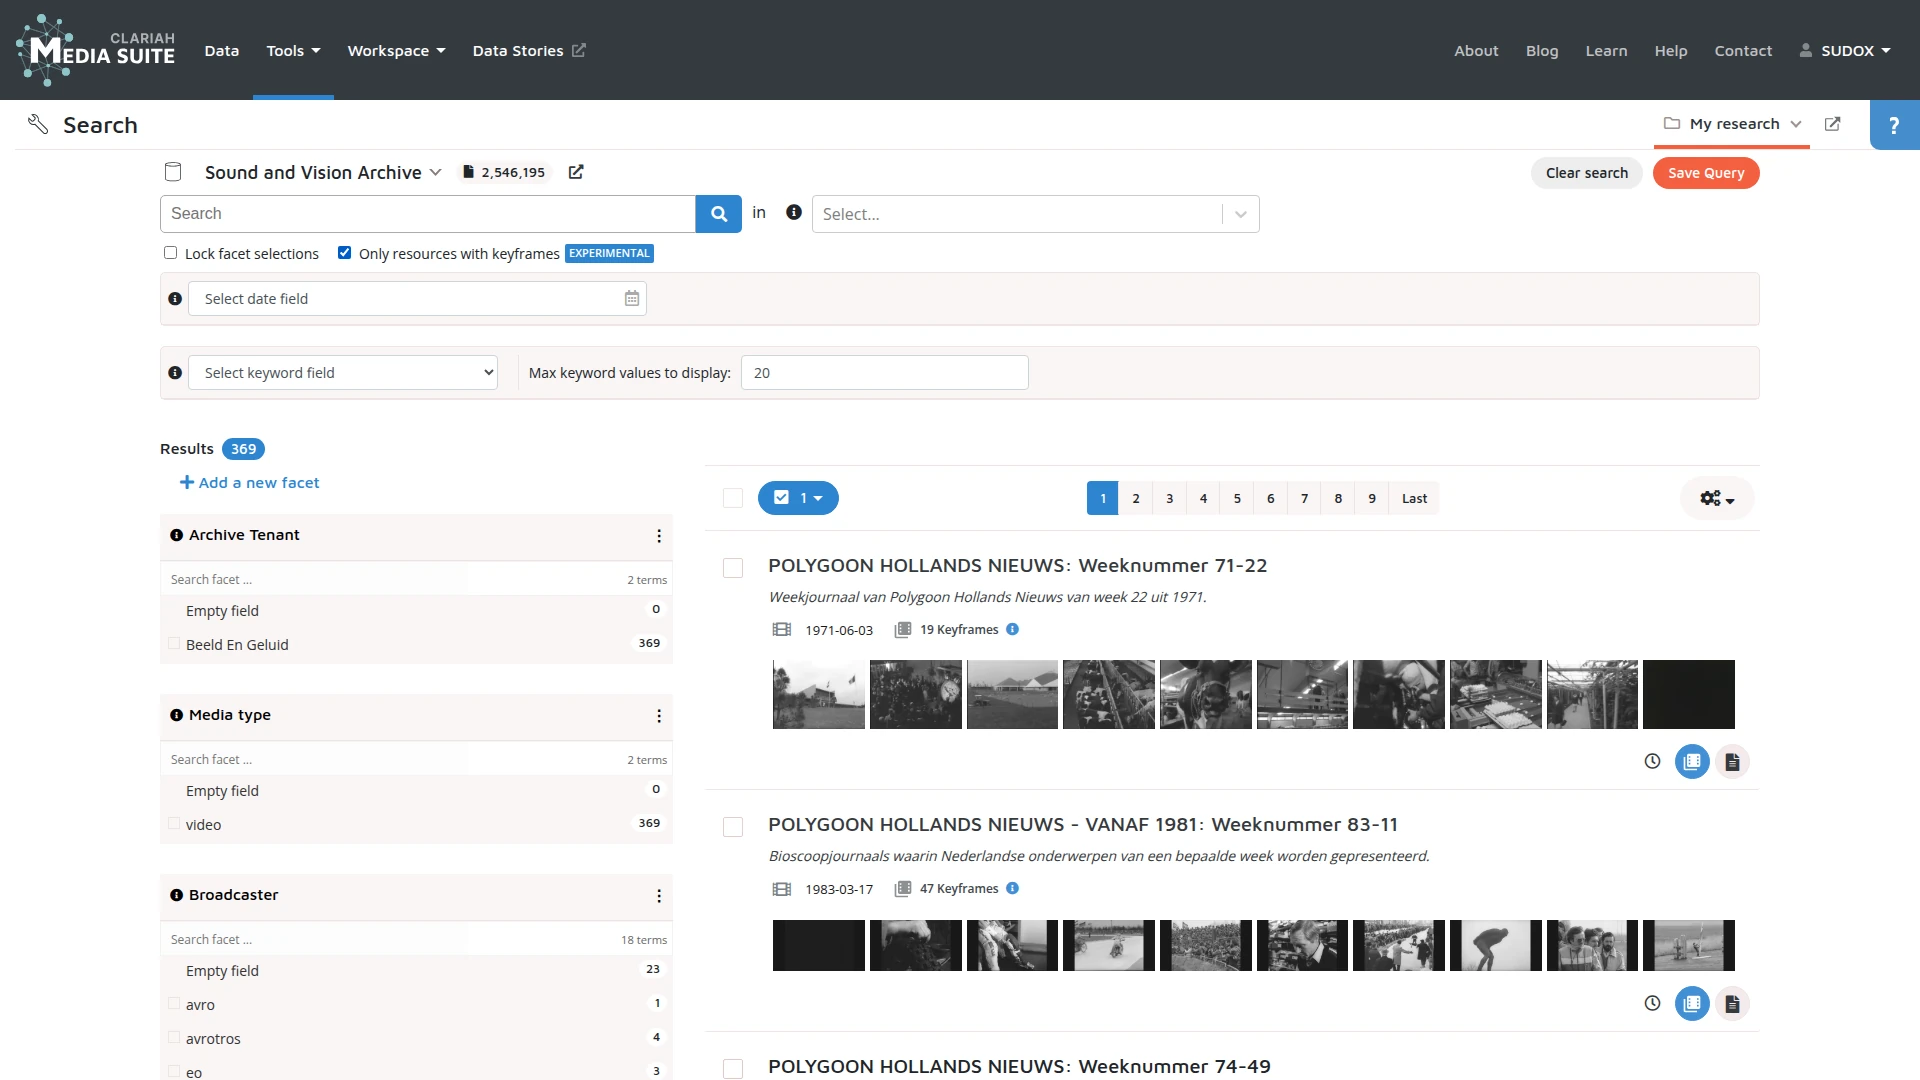 CLARIAH
MEDIA SUITE
Data
Tools
Workspace
Data Stories
About
Blog
Learn
Help
Contact
SUDOX
Search
My research
?
Sound and Vision Archive
2,546,195
Clear search
Save Query
Search
in
Select...
Lock facet selections
Only resources with keyframes
EXPERIMENTAL
Select date field
Select keyword field
Max keyword values to display:
20
Results 369
Add a new facet
Archive Tenant
Search facet ...
2 terms
Empty field
0
Beeld En Geluid
369
Media type
Search facet ...
2 terms
Empty field
0
video
369
Broadcaster
Search facet ...
18 terms
Empty field
23
avro
1
avrotros
4
eo
3
1
1 2 3 4 5 6 7 8 9 Last
POLYGOON HOLLANDS NIEUWS: Weeknummer 71-22
Weekjournaal van Polygoon Hollands Nieuws van week 22 uit 1971.
1971-06-03
19 Keyframes
POLYGOON HOLLANDS NIEUWS - VANAF 1981: Weeknummer 83-11
Bioscoopjournaals waarin Nederlandse onderwerpen van een bepaalde week worden gepresenteerd.
1983-03-17
47 Keyframes
POLYGOON HOLLANDS NIEUWS: Weeknummer 74-49